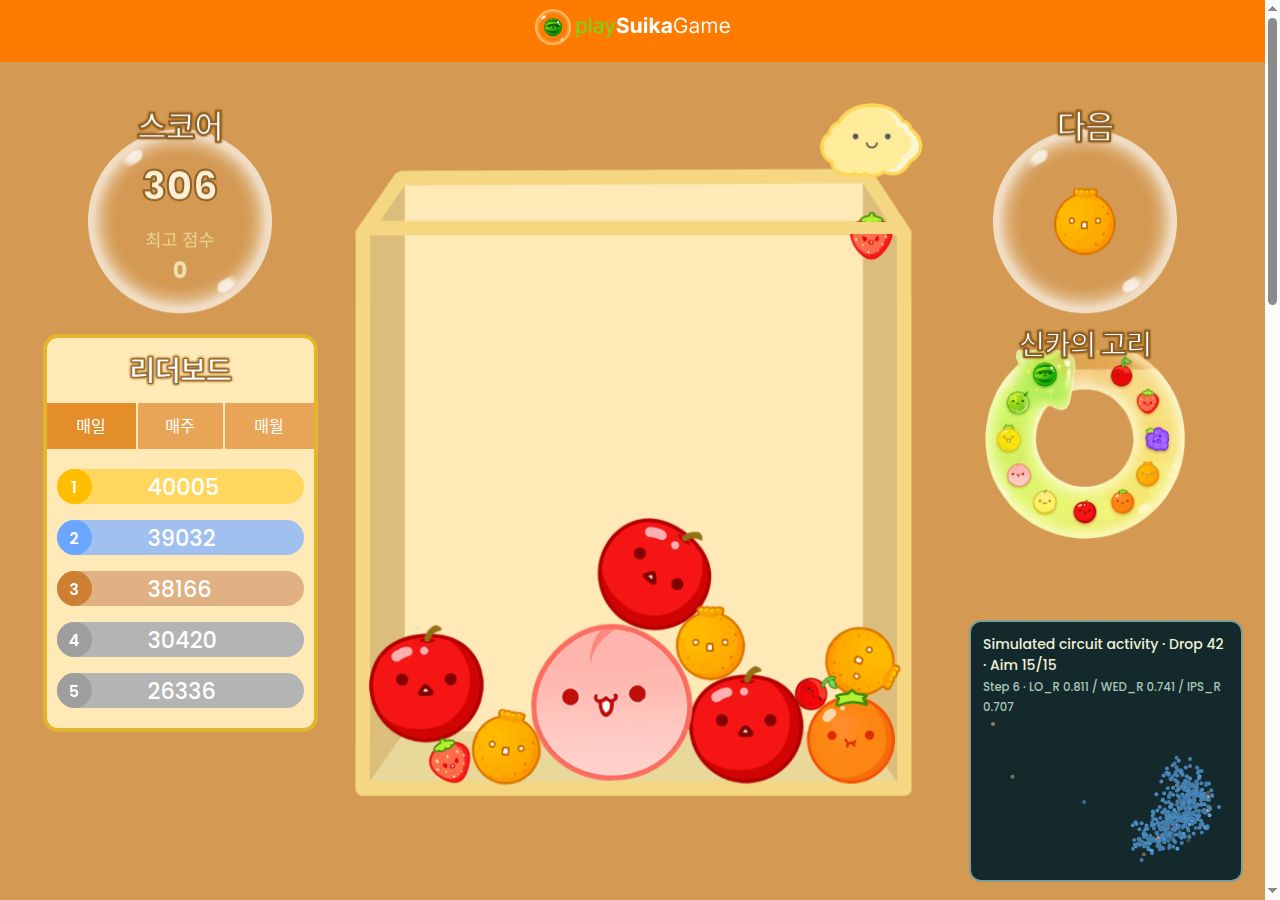 playSuikaGame
스코어
306
최고 점수
0
다음
신카의 고리
리더보드
매일 매주 매월
1 40005
2 39032
3 38166
4 30420
5 26336
Simulated circuit activity · Drop 42
· Aim 15/15
Step 6 · LO_R 0.811 / WED_R 0.741 / IPS_R
0.707